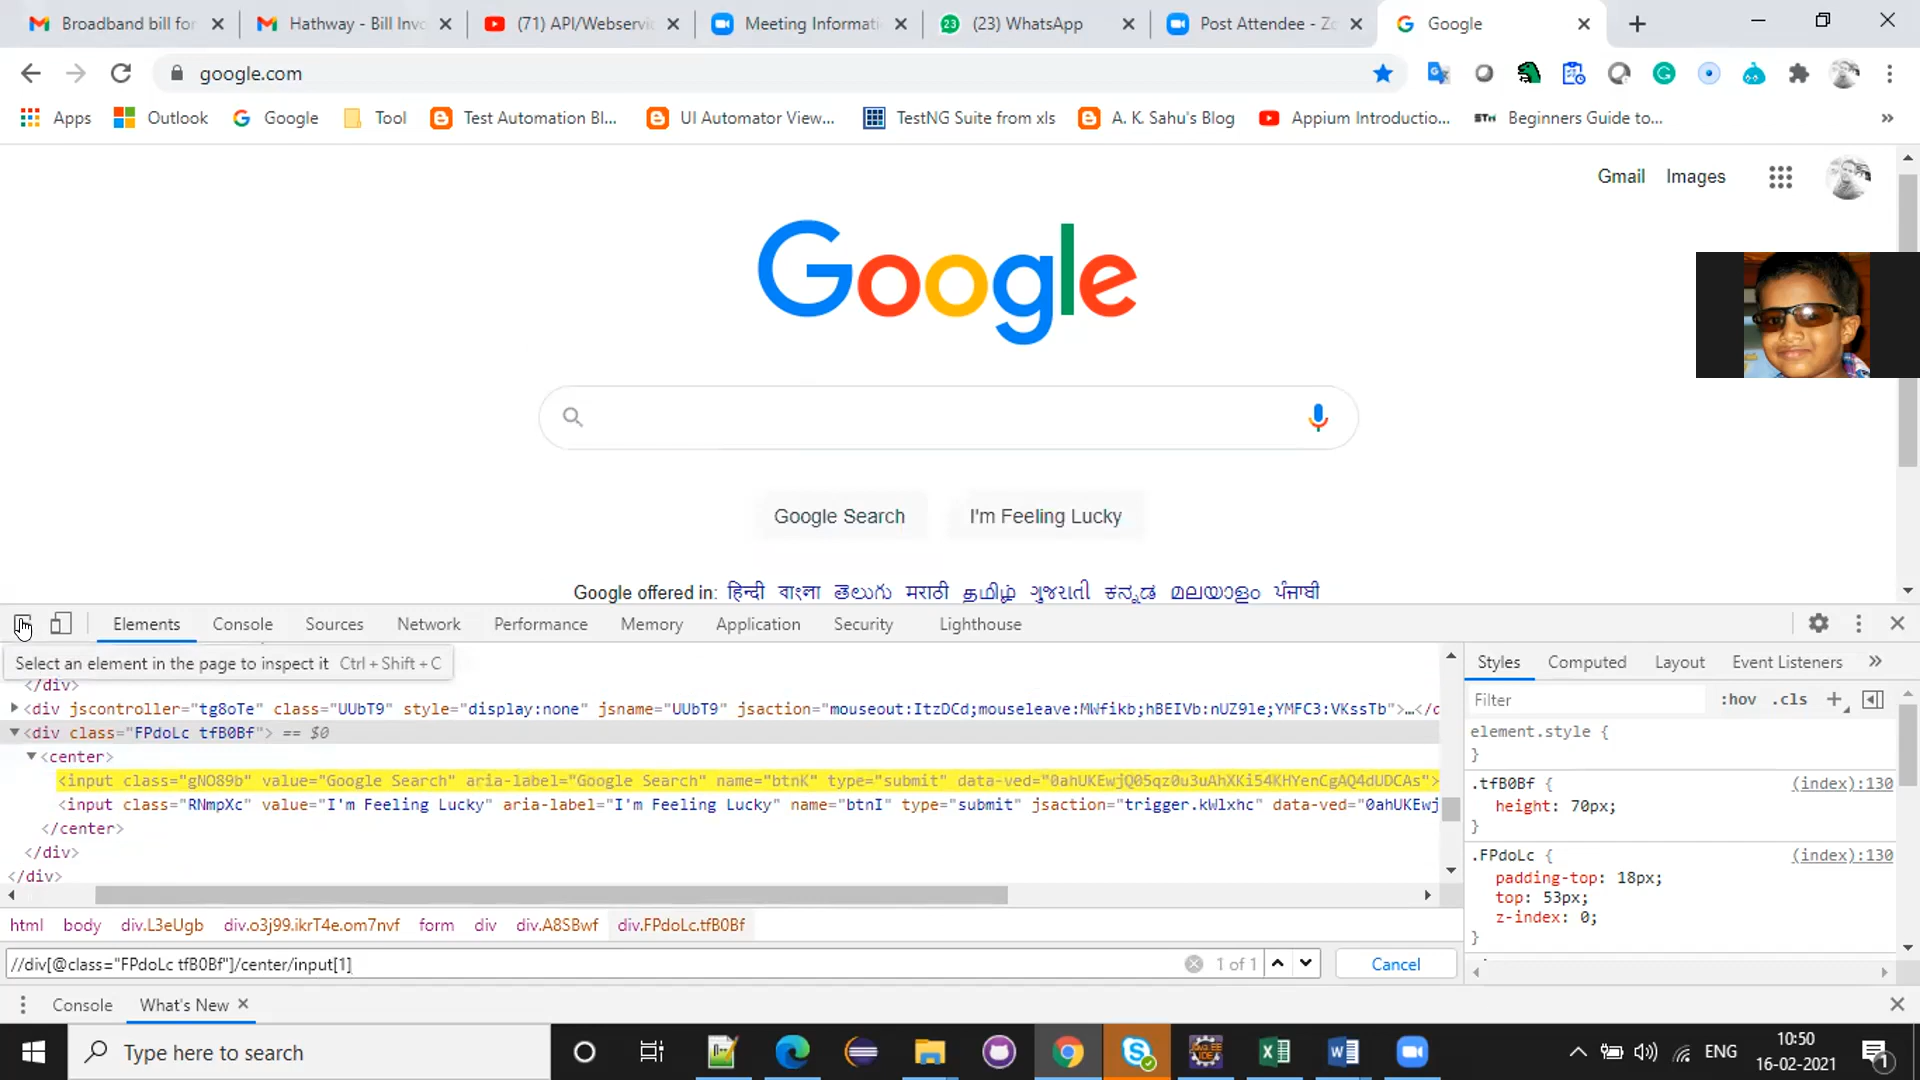 Broadband bill for
Hathway - Bill Invo
(71) API/Webservic
Meeting Informati
23 (23) WhatsApp
Post Attendee - Zo
Google
google.com
Apps
Outlook
Google
Tool
Test Automation Bl...
UI Automator View...
TestNG Suite from xls
A. K. Sahu's Blog
Appium Introductio...
STH Beginners Guide to...
»
Gmail Images
Google
Google Search
I'm Feeling Lucky
Google offered in: हिन्दी বাংলা తెలుగు मराठी தமிழ் ગુજરાતી ಕನ್ನಡ മലയാളം ਪੰਜਾਬੀ
Elements Console Sources Network Performance Memory Application Security Lighthouse
Select an element in the page to inspect it Ctrl + Shift + C
</div>
<div jscontroller="tg8oTe" class="UUbT9" style="display:none" jsname="UUbT9" jsaction="mouseout:ItzDCd;mouseleave:MWfikb;hBEIVb:nUZ9le;YMFC3:VKssTb">…</c
<div class="FPdoLc tfB0Bf"> == $0
<center>
<input class="gNO89b" value="Google Search" aria-label="Google Search" name="btnK" type="submit" data-ved="0ahUKEwjQ05qz0u3uAhXKi54KHYenCgAQ4dUDCAs">
<input class="RNmpXc" value="I'm Feeling Lucky" aria-label="I'm Feeling Lucky" name="btnI" type="submit" jsaction="trigger.kWlxhc" data-ved="0ahUKEwj
</center>
</div>
</div>
html body div.L3eUgb div.o3j99.ikrT4e.om7nvf form div div.A8SBwf div.FPdoLc.tfB0Bf
//div[@class="FPdoLc tfB0Bf"]/center/input[1]
1 of 1
Cancel
Styles Computed Layout Event Listeners »
Filter
:hov .cls +
element.style {
}
.tfB0Bf { (index):130
height: 70px;
}
.FPdoLc { (index):130
padding-top: 18px;
top: 53px;
z-index: 0;
}
Console What's New
Type here to search
ENG
10:50
16-02-2021
1